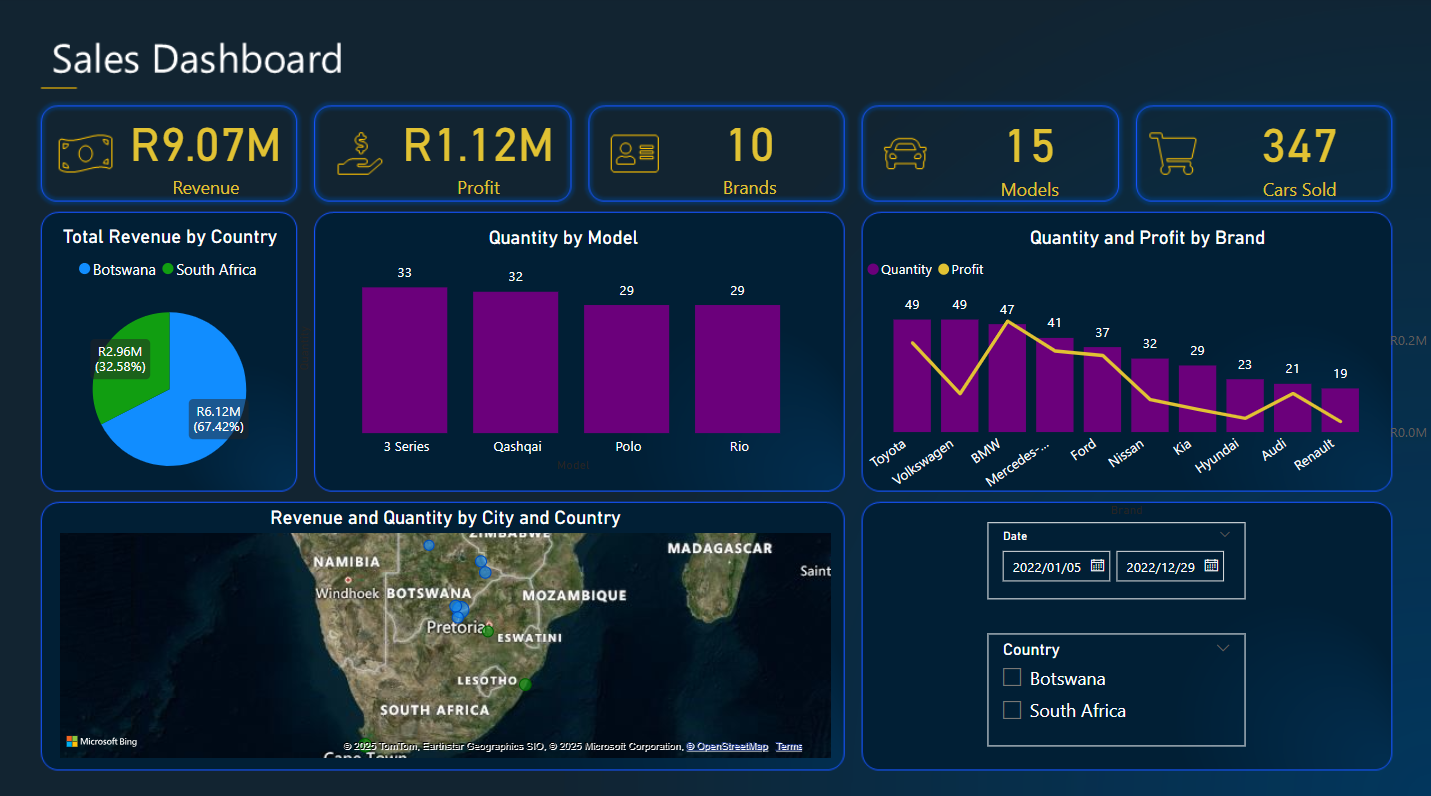 Sales Dashboard
R9.07M
Revenue
R1.12M
Profit
10
Brands
15
Models
347
Cars Sold
Total Revenue by Country
Botswana South Africa
R2.96M
(32.58%)
R6.12M
(67.42%)
Quantity by Model
33 32 29 29
3 Series Qashqai Polo Rio
Model
Quantity and Profit by Brand
Quantity Profit
49 49 47 41 37 32 29 23 21 19
R0.2M
R0.0M
Toyota Volkswagen BMW Mercedes-... Ford Nissan Kia Hyundai Audi Renault
Brand
Revenue and Quantity by City and Country
ZIMBABWE
MADAGASCAR
NAMIBIA
Saint
Windhoek BOTSWANA MOZAMBIQUE
Pretoria
ESWATINI
LESOTHO
SOUTH AFRICA
Cape Town
Microsoft Bing
© 2025 TomTom, Earthstar Geographics SIO, © 2025 Microsoft Corporation, © OpenStreetMap Terms
Date
2022/01/05 2022/12/29
Country
Botswana
South Africa